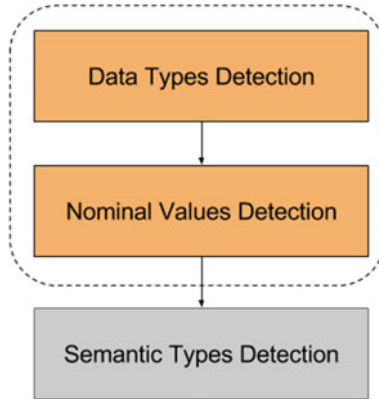 Data Types Detection
Nominal Values Detection
Semantic Types Detection